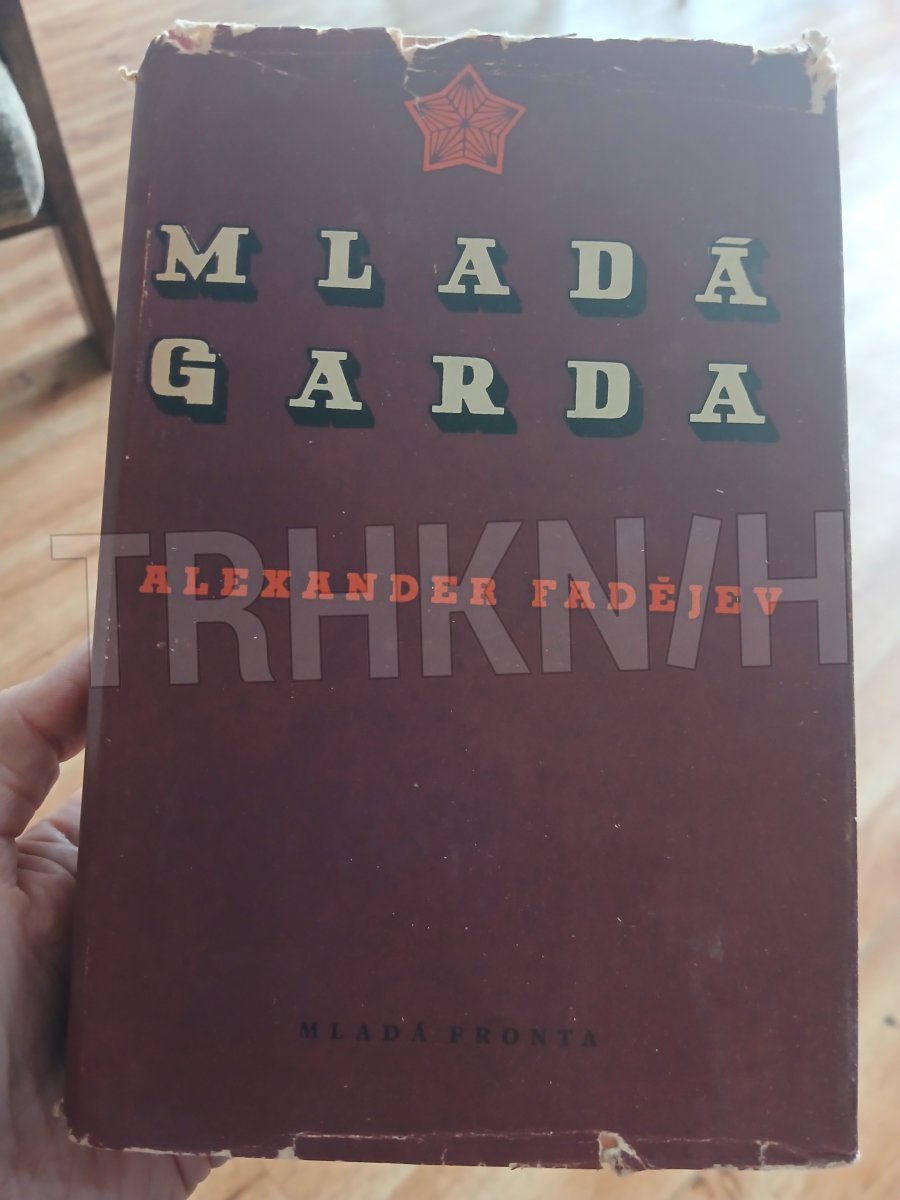 MLADÁ
GARDA
ALEXANDER FADĚJEV
TRHKNIH
MLADÁ FRONTA